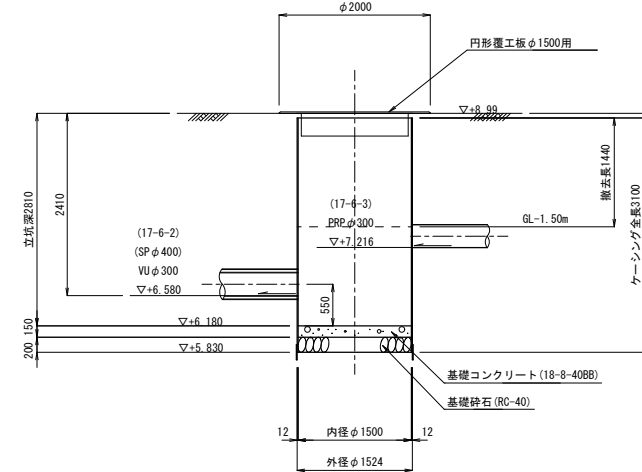 φ2000
円形覆工板φ1500用
▽+8.99
立坑深2810
2410
撤去長1440
ケーシング全長3100
(17-6-3)
PRPφ300
▽+7.216
GL-1.50m
(17-6-2)
(SPφ400)
VUφ300
▽+6.580
550
▽+6.180
150
200
▽+5.830
基礎コンクリート(18-8-40BB)
基礎砕石(RC-40)
12
内径φ1500
12
外径φ1524